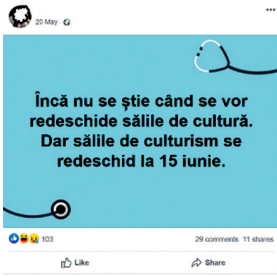 20 May
Încă nu se știe când se vor
redeschide sălile de cultură.
Dar sălile de culturism se
redeschid la 15 iunie.
103
29 comments 11 shares
Like Share